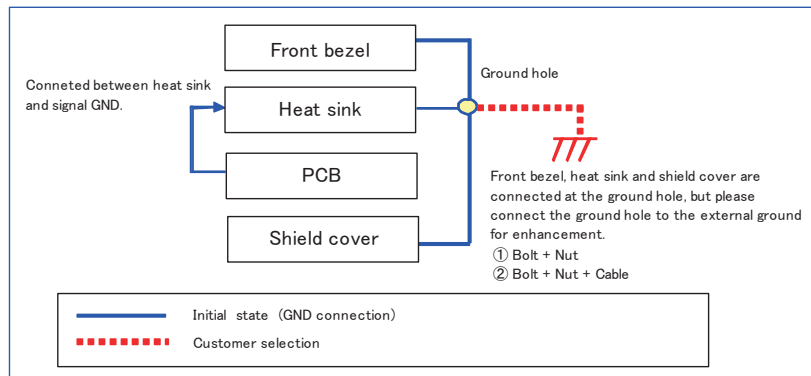 Front bezel
Ground hole
Conneted between heat sink
and signal GND.
Heat sink
PCB
Front bezel, heat sink and shield cover are
connected at the ground hole, but please
connect the ground hole to the external ground
for enhancement.
① Bolt + Nut
② Bolt + Nut + Cable
Shield cover
Initial state (GND connection)
Customer selection